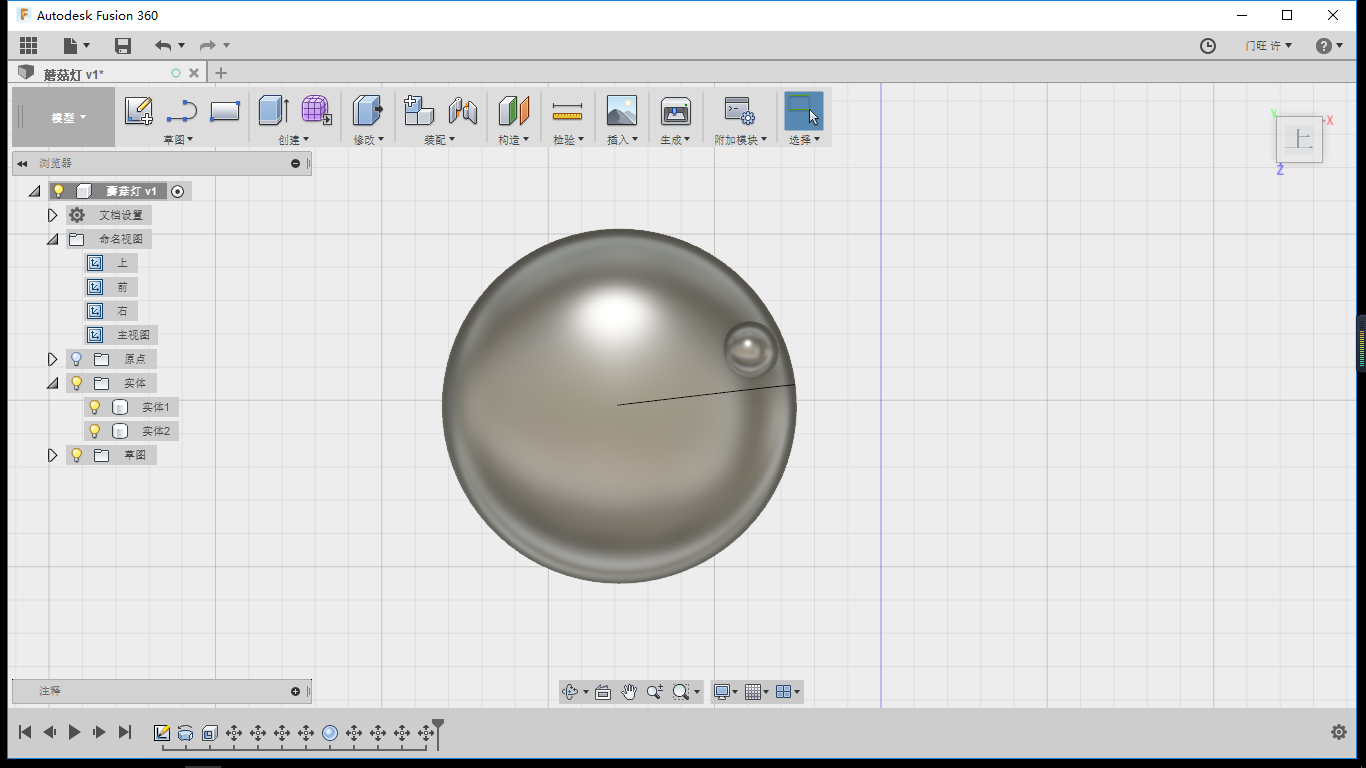 Autodesk Fusion 360
门旺 许
蘑菇灯 v1*
模型
草图
创建
修改
装配
构造
检验
插入
生成
附加模块
选择
浏览器
蘑菇灯 v1
文档设置
命名视图
上
前
右
主视图
原点
实体
实体1
实体2
草图
Y
X
上
Z
注释